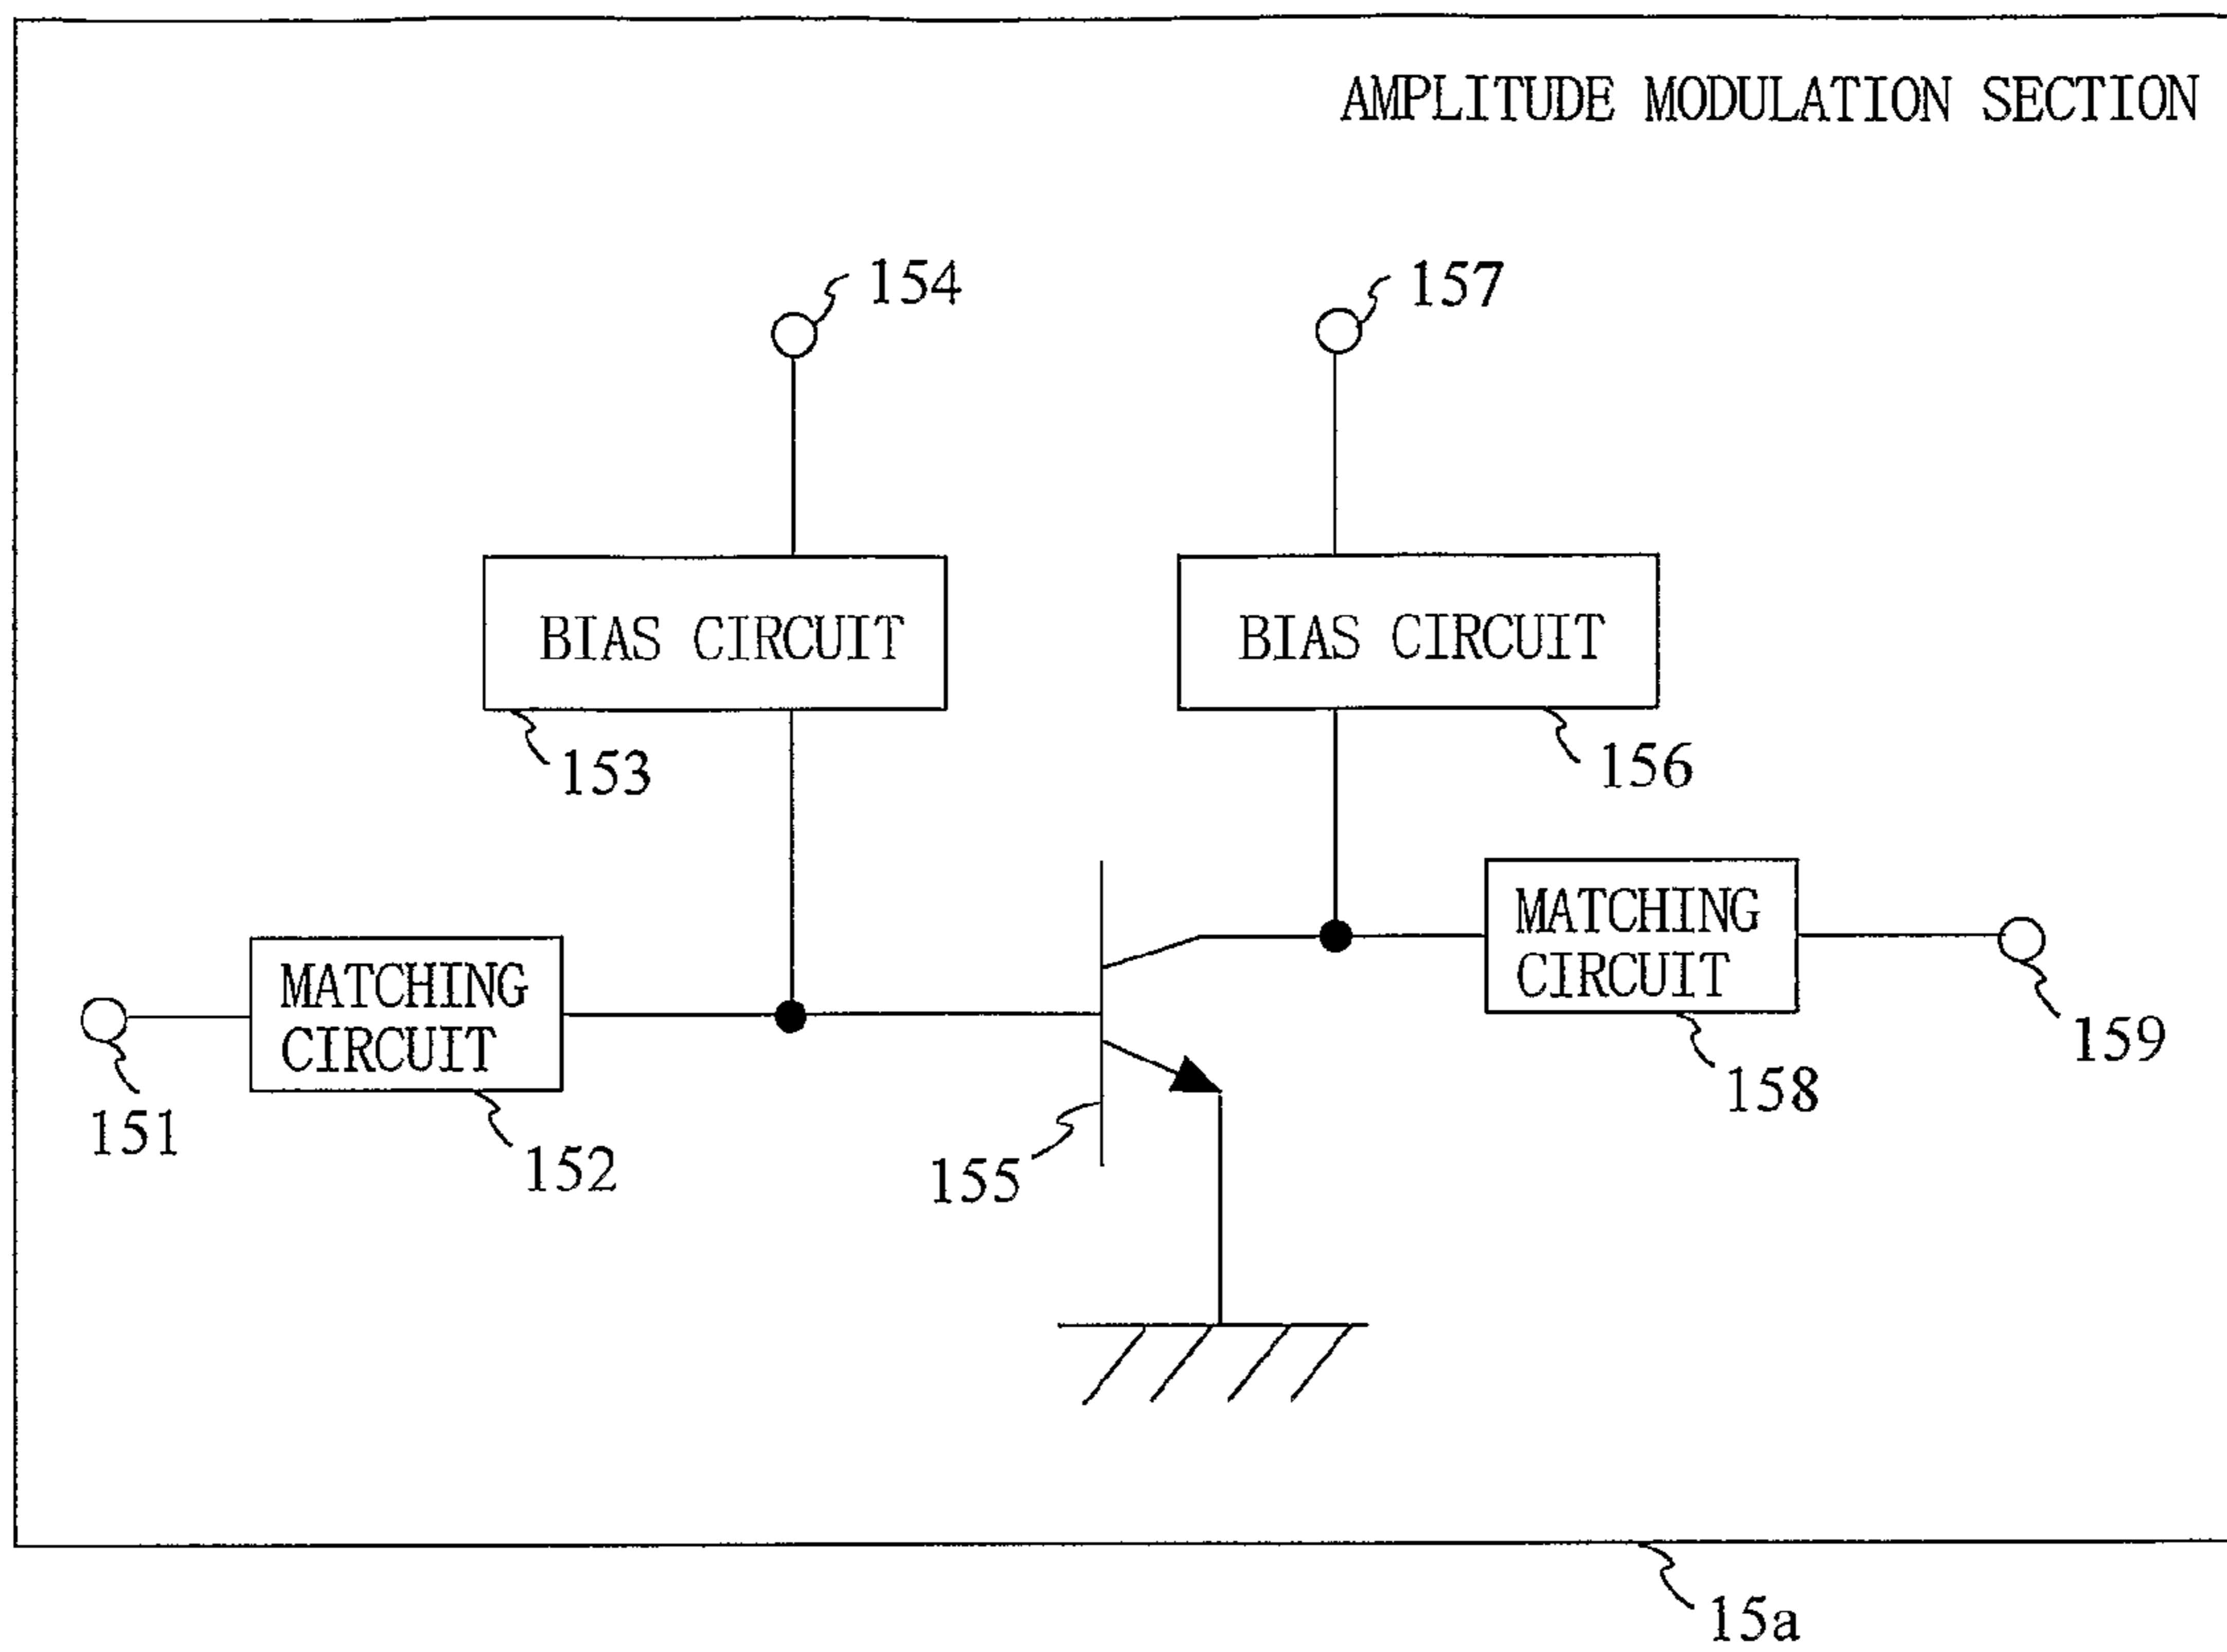 AMPLITUDE MODULATION SECTION
154
157
BIAS CIRCUIT
BIAS CIRCUIT
153
156
MATCHING
CIRCUIT
MATCHING
CIRCUIT
151
152
155
158
159
15a